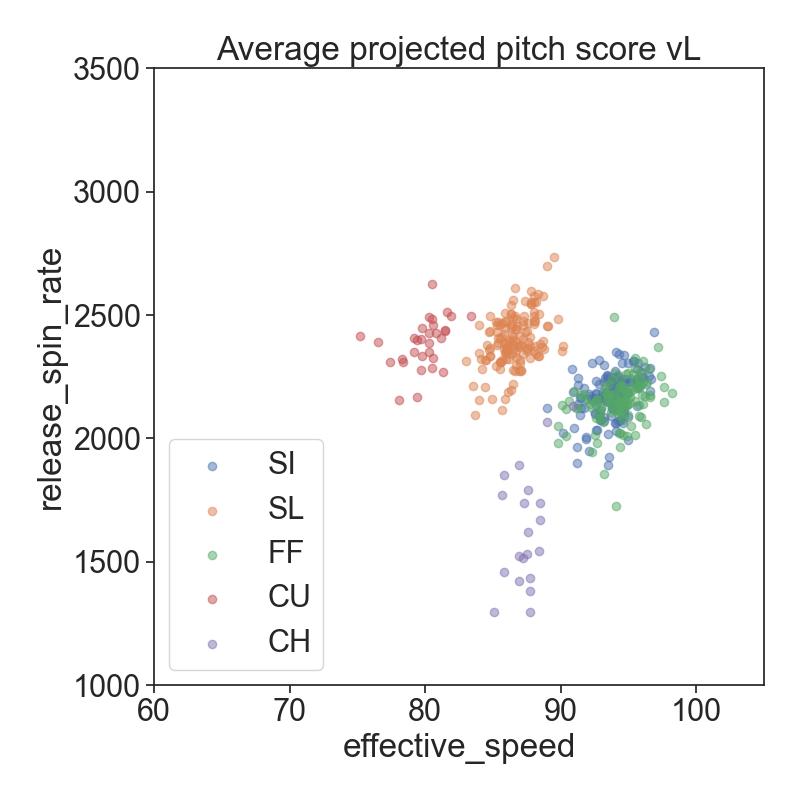 Average projected pitch score vL
3500
3000
2500
2000
1500
1000
release_spin_rate
SI
SL
FF
CU
CH
60
70
80
90
100
effective_speed